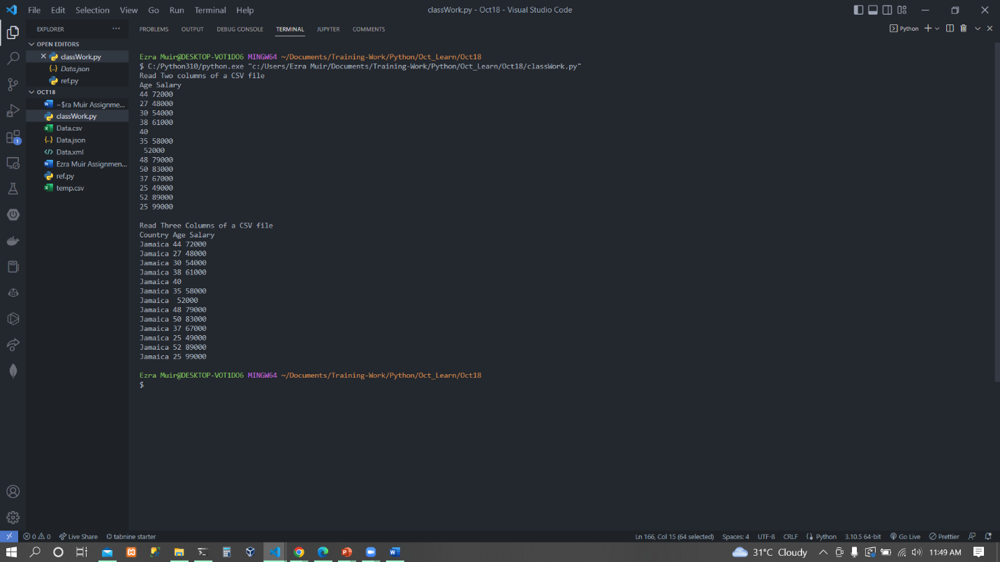 File Edit Selection View Go Run Terminal Help
classWork.py - Oct18 - Visual Studio Code
EXPLORER
OPEN EDITORS
classWork.py
{..} Data.json
ref.py
OCT18
~$ra Muir Assignme...
classWork.py
Data.csv
{..} Data.json
Data.xml
Ezra Muir Assignmen...
ref.py
temp.csv
1
PROBLEMS OUTPUT DEBUG CONSOLE TERMINAL JUPYTER COMMENTS
Python
Ezra Muir@DESKTOP-VOT1DO6 MINGW64 ~/Documents/Training-Work/Python/Oct_Learn/Oct18
$ C:/Python310/python.exe "c:/Users/Ezra Muir/Documents/Training-Work/Python/Oct_Learn/Oct18/classWork.py"
Read Two columns of a CSV file
Age Salary
44 72000
27 48000
30 54000
38 61000
40
35 58000
 52000
48 79000
50 83000
37 67000
25 49000
52 89000
25 99000
Read Three Columns of a CSV file
Country Age Salary
Jamaica 44 72000
Jamaica 27 48000
Jamaica 30 54000
Jamaica 38 61000
Jamaica 40
Jamaica 35 58000
Jamaica  52000
Jamaica 48 79000
Jamaica 50 83000
Jamaica 37 67000
Jamaica 25 49000
Jamaica 52 89000
Jamaica 25 99000
Ezra Muir@DESKTOP-VOT1DO6 MINGW64 ~/Documents/Training-Work/Python/Oct_Learn/Oct18
$
0 0 Live Share tabnine starter
Ln 166, Col 15 (64 selected) Spaces: 4 UTF-8 CRLF Python 3.10.5 64-bit Go Live Prettier
31°C Cloudy 11:49 AM